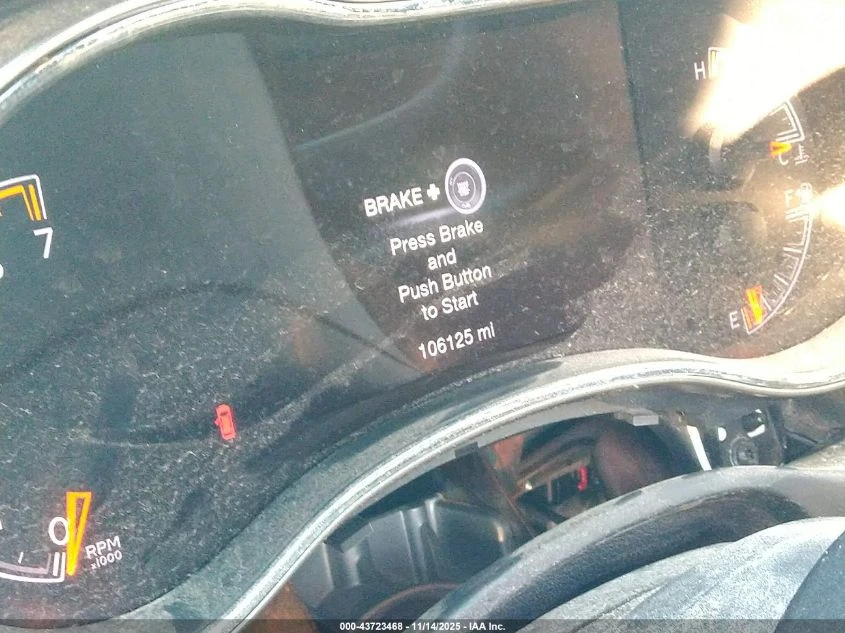 H
C
F
7
BRAKE +
Press Brake
and
Push Button
to Start
106125 mi
E
0
RPM
x1000
000-43723468 - 11/14/2025 - IAA Inc.